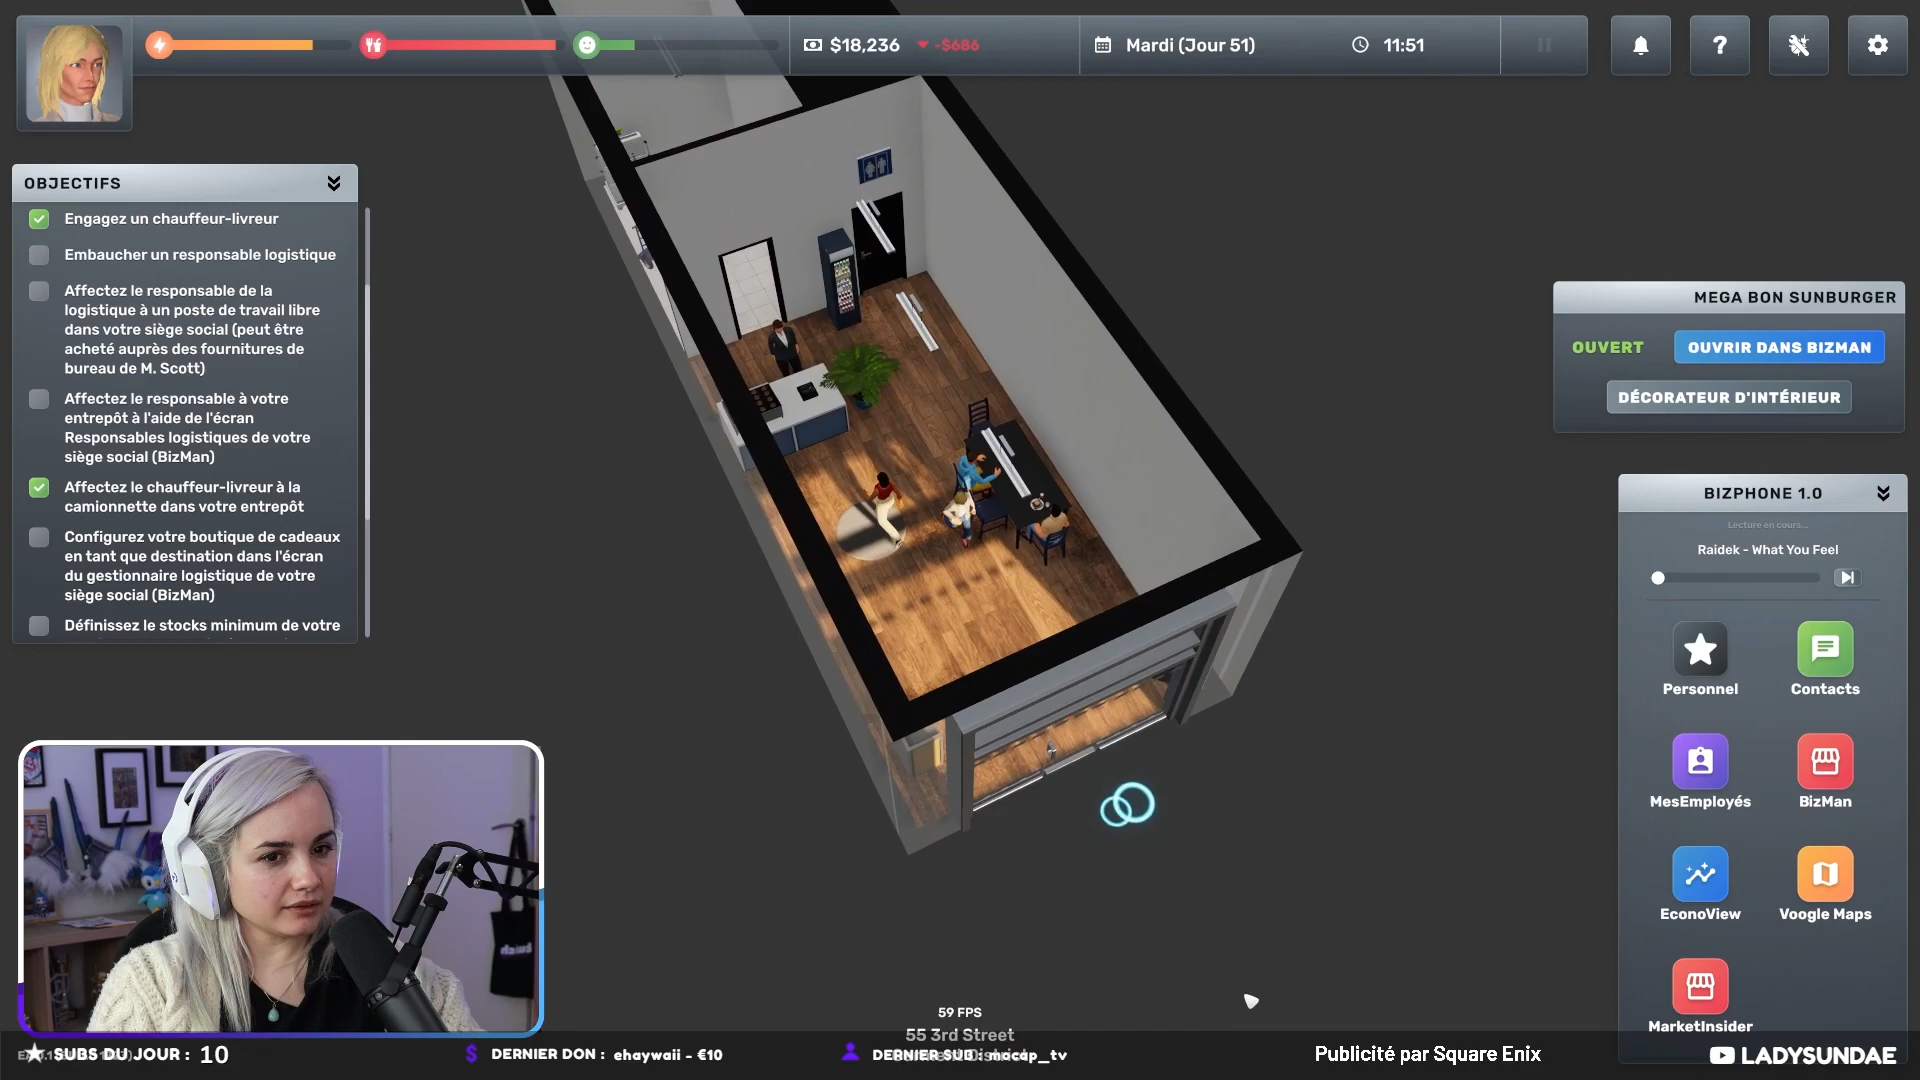 $18,236
-$686
Mardi (Jour 51)
11:51
OBJECTIFS
Engagez un chauffeur-livreur
Embaucher un responsable logistique
Affectez le responsable de la
logistique à un poste de travail libre
dans votre siège social (peut être
acheté auprès des fournitures de
bureau de M. Scott)
Affectez le responsable à votre
entrepôt à l'aide de l'écran
Responsables logistiques de votre
siège social (BizMan)
Affectez le chauffeur-livreur à la
camionnette dans votre entrepôt
Configurez votre boutique de cadeaux
en tant que destination dans l'écran
du gestionnaire logistique de votre
siège social (BizMan)
Définissez le stocks minimum de votre
MEGA BON SUNBURGER
OUVERT
OUVRIR DANS BIZMAN
DÉCORATEUR D'INTÉRIEUR
BIZPHONE 1.0
Lecture en cours...
Raidek - What You Feel
Personnel
Contacts
MesEmployés
BizMan
EconoView
Voogle Maps
MarketInsider
59 FPS
55 3rd Street
SUBS DU JOUR : 10
DERNIER DON : ehaywaii - €10
DERNIER SUB : mocap_tv
Publicité par Square Enix
LADYSUNDAE